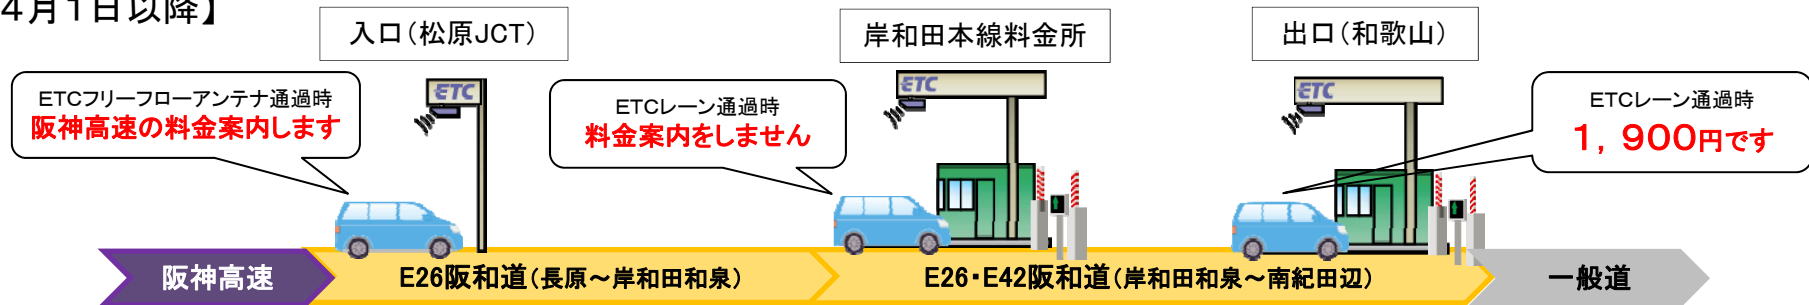 4月1日以降】
入口（松原JCT）
岸和田本線料金所
出口（和歌山）
ETCフリーフローアンテナ通過時
阪神高速の料金案内します
ETC
ETCレーン通過時
料金案内をしません
ETC
ETC
ETCレーン通過時
１，９００円です
阪神高速
E26阪和道（長原～岸和田和泉）
E26・E42阪和道（岸和田和泉～南紀田辺）
一般道